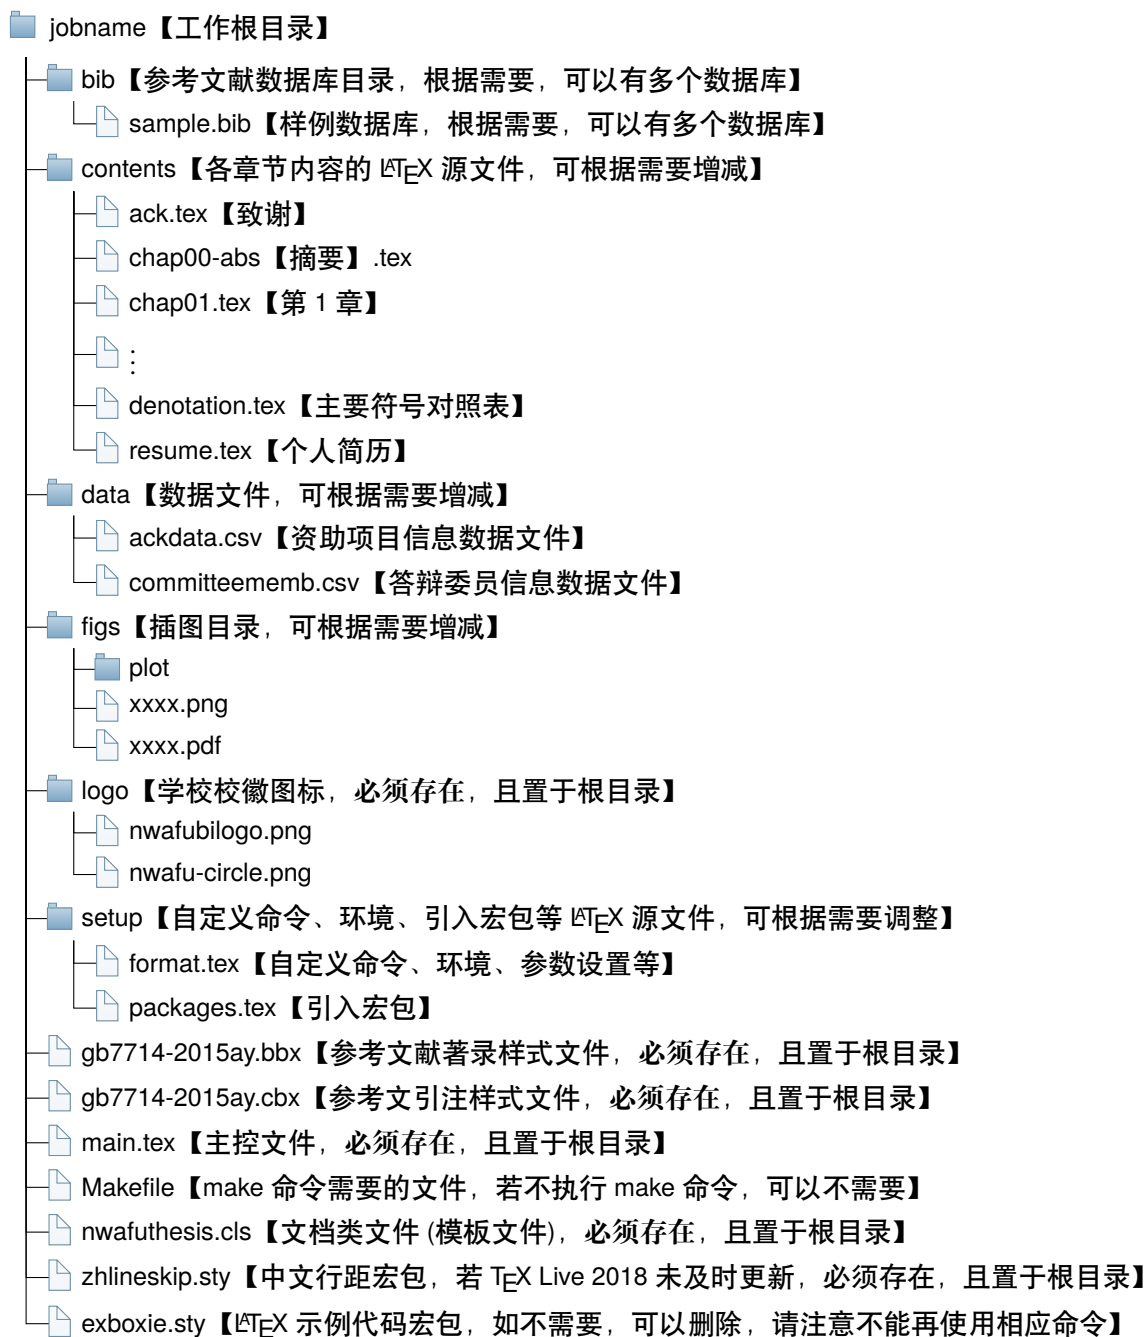 jobname【工作根目录】
bib【参考文献数据库目录，根据需要，可以有多个数据库】
sample.bib【样例数据库，根据需要，可以有多个数据库】
contents【各章节内容的 LATEX 源文件，可根据需要增减】
ack.tex【致谢】
chap00-abs【摘要】.tex
chap01.tex【第 1 章】
⋮
denotation.tex【主要符号对照表】
resume.tex【个人简历】
data【数据文件，可根据需要增减】
ackdata.csv【资助项目信息数据文件】
committeememb.csv【答辩委员信息数据文件】
figs【插图目录，可根据需要增减】
plot
xxxx.png
xxxx.pdf
logo【学校校徽图标，必须存在，且置于根目录】
nwafubilogo.png
nwafu-circle.png
setup【自定义命令、环境、引入宏包等 LATEX 源文件，可根据需要调整】
format.tex【自定义命令、环境、参数设置等】
packages.tex【引入宏包】
gb7714-2015ay.bbx【参考文献著录样式文件，必须存在，且置于根目录】
gb7714-2015ay.cbx【参考文引注样式文件，必须存在，且置于根目录】
main.tex【主控文件，必须存在，且置于根目录】
Makefile【make 命令需要的文件，若不执行 make 命令，可以不需要】
nwafuthesis.cls【文档类文件 (模板文件)，必须存在，且置于根目录】
zhlineskip.sty【中文行距宏包，若 TEX Live 2018 未及时更新，必须存在，且置于根目录】
exboxie.sty【LATEX 示例代码宏包，如不需要，可以删除，请注意不能再使用相应命令】